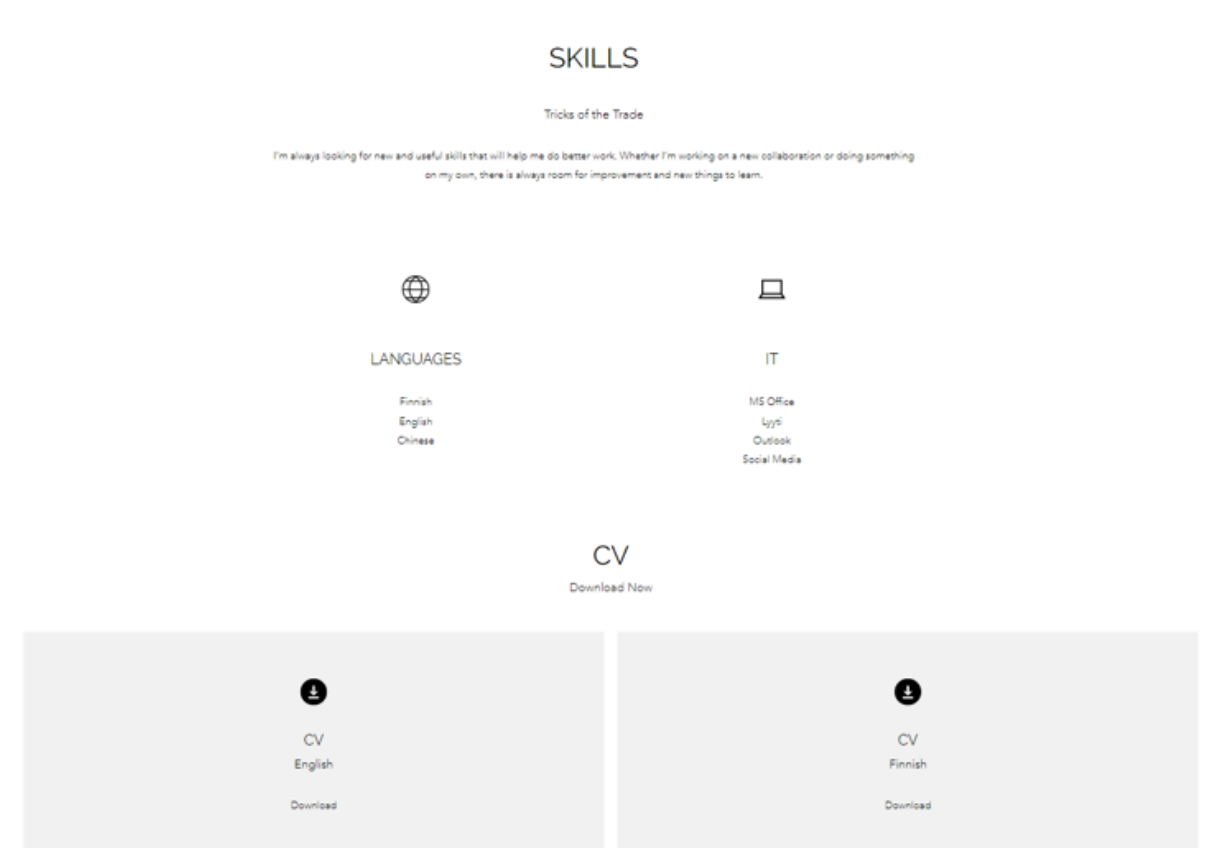 SKILLS
Tricks of the Trade
I'm always looking for new and useful skills that will help me do better work. Whether I'm working on a new collaboration or doing something
on my own, there is always room for improvement and new things to learn.
LANGUAGES
Finnish
English
Chinese
IT
MS Office
Lyyti
Outlook
Social Media
CV
Download Now
CV
English
Download
CV
Finnish
Download